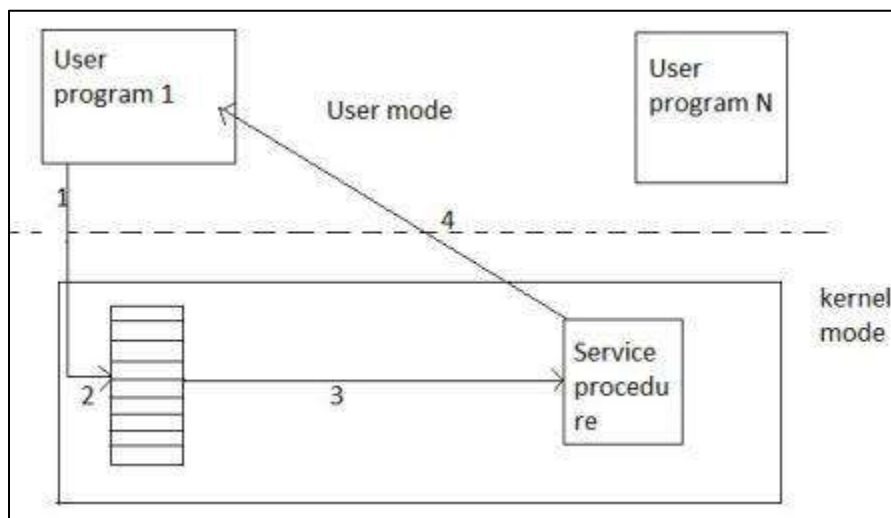 User
program 1
User
program N
User mode
1
4
kernel
mode
2
3
Service
procedu
re